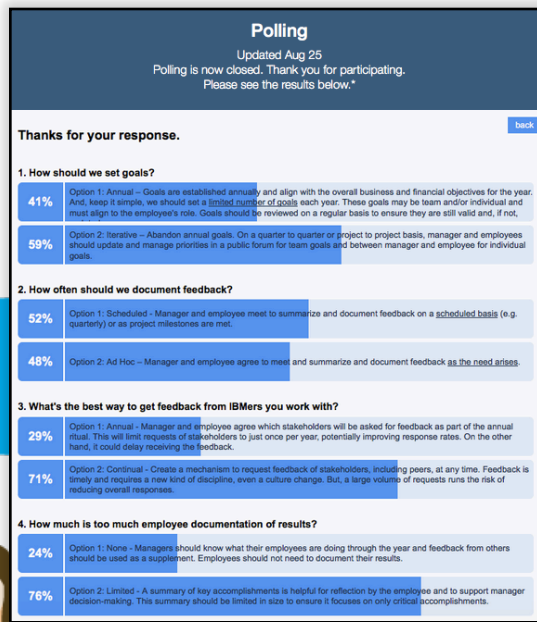 Polling
Updated Aug 25
Polling is now closed. Thank you for participating.
Please see the results below.*
back
Thanks for your response.
1. How should we set goals?
41%
Option 1: Annual – Goals are established annually and align with the overall business and financial objectives for the year.
And, keep it simple, we should set a limited number of goals each year. These goals may be team and/or individual and
must align to the employee's role. Goals should be reviewed on a regular basis to ensure they are still valid and, if not,
59%
Option 2: Iterative – Abandon annual goals. On a quarter to quarter or project to project basis, manager and employees
should update and manage priorities in a public forum for team goals and between manager and employee for individual
goals.
2. How often should we document feedback?
52%
Option 1: Scheduled - Manager and employee meet to summarize and document feedback on a scheduled basis (e.g.
quarterly) or as project milestones are met.
48%
Option 2: Ad Hoc – Manager and employee agree to meet and summarize and document feedback as the need arises.
3. What's the best way to get feedback from IBMers you work with?
29%
Option 1: Annual - Manager and employee agree which stakeholders will be asked for feedback as part of the annual
ritual. This will limit requests of stakeholders to just once per year, potentially improving response rates. On the other
hand, it could delay receiving the feedback.
71%
Option 2: Continual - Create a mechanism to request feedback of stakeholders, including peers, at any time. Feedback is
timely and requires a new kind of discipline, even a culture change. But, a large volume of requests runs the risk of
reducing overall responses.
4. How much is too much employee documentation of results?
24%
Option 1: None - Managers should know what their employees are doing through the year and feedback from others
should be used as a supplement. Employees should not need to document their results.
76%
Option 2: Limited - A summary of key accomplishments is helpful for reflection by the employee and to support manager
decision-making. This summary should be limited in size to ensure it focuses on only critical accomplishments.